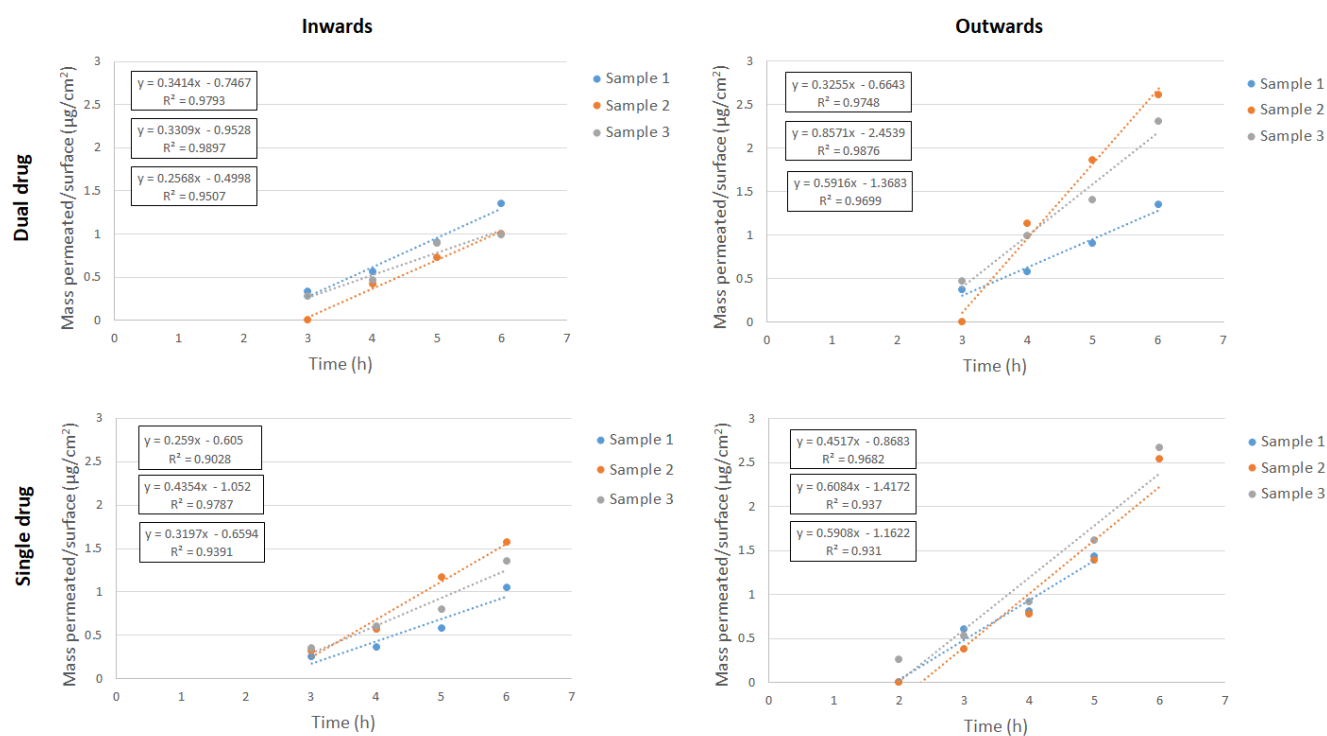 Inwards
Outwards
Dual drug
Mass permeated/surface (µg/cm²)
3
2.5
2
1.5
1
0.5
0
y = 0.3414x - 0.7467
R² = 0.9793
y = 0.3309x - 0.9528
R² = 0.9897
y = 0.2568x - 0.4998
R² = 0.9507
0 1 2 3 4 5 6 7
Time (h)
Sample 1
Sample 2
Sample 3
Mass permeated/surface (µg/cm²)
3
2.5
2
1.5
1
0.5
0
y = 0.3255x - 0.6643
R² = 0.9748
y = 0.8571x - 2.4539
R² = 0.9876
y = 0.5916x - 1.3683
R² = 0.9699
0 1 2 3 4 5 6 7
Time (h)
Sample 1
Sample 2
Sample 3
Single drug
Mass permeated/surface (µg/cm²)
3
2.5
2
1.5
1
0.5
0
y = 0.259x - 0.605
R² = 0.9028
y = 0.4354x - 1.052
R² = 0.9787
y = 0.3197x - 0.6594
R² = 0.9391
0 1 2 3 4 5 6 7
Time (h)
Sample 1
Sample 2
Sample 3
Mass permeated/surface (µg/cm²)
3
2.5
2
1.5
1
0.5
0
y = 0.4517x - 0.8683
R² = 0.9682
y = 0.6084x - 1.4172
R² = 0.937
y = 0.5908x - 1.1622
R² = 0.931
0 1 2 3 4 5 6 7
Time (h)
Sample 1
Sample 2
Sample 3